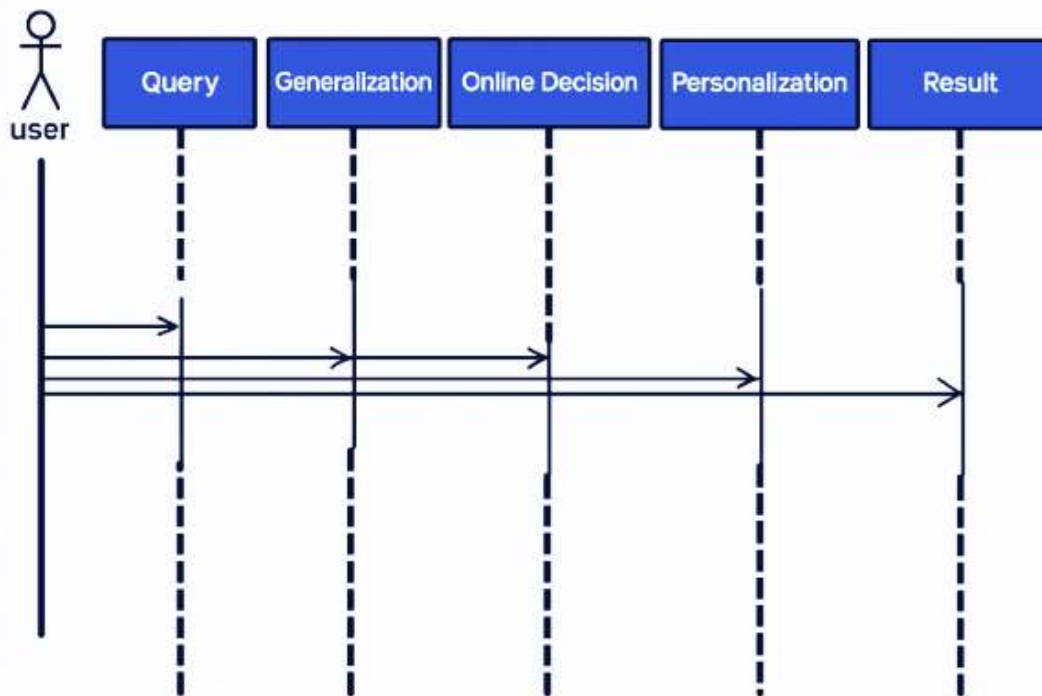 Query
Generalization
Online Decision
Personalization
Result
user